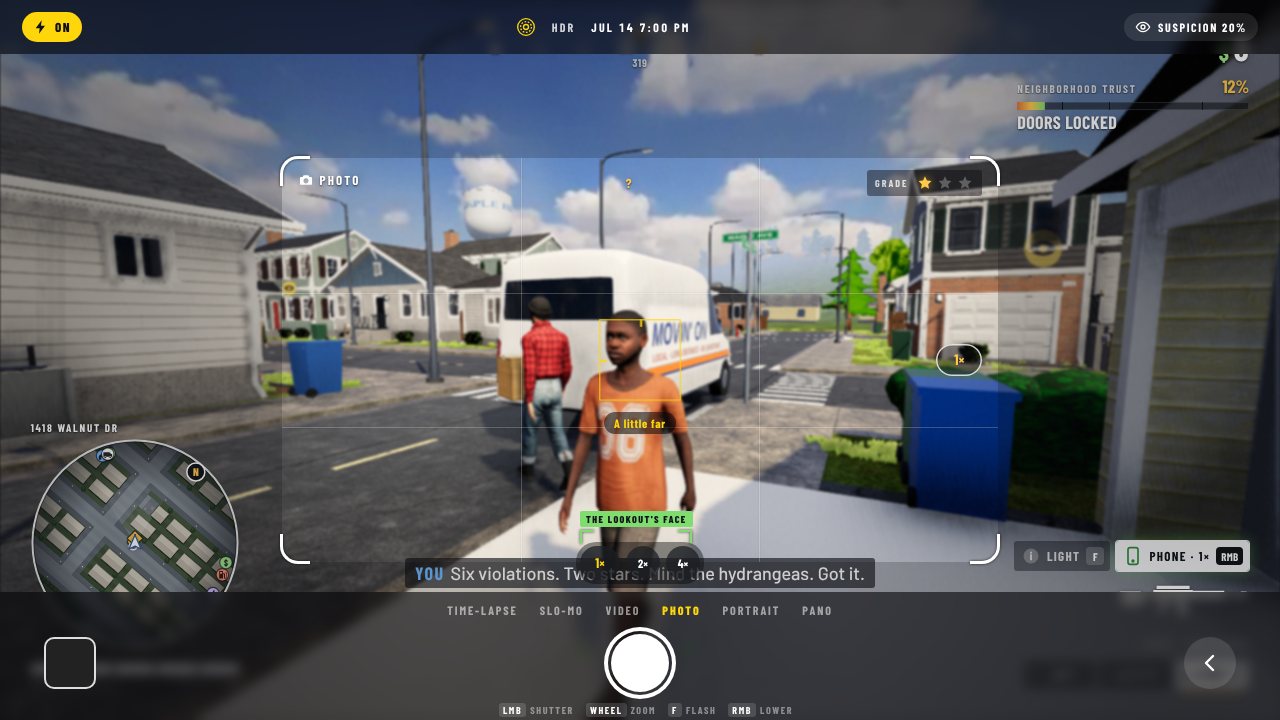 ON
HDR JUL 14 7:00 PM
SUSPICION 20%
319
NEIGHBORHOOD TRUST 12%
DOORS LOCKED
PHOTO
GRADE
?
MOVIN' ON
1×
A little far
98
1418 WALNUT DR
N
THE LOOKOUT'S FACE
1× 2× 4×
YOU Six violations. Two stars. Mind the hydrangeas. Got it.
LIGHT F
PHONE · 1× RMB
TIME-LAPSE SLO-MO VIDEO PHOTO PORTRAIT PANO
LMB SHUTTER WHEEL ZOOM F FLASH RMB LOWER